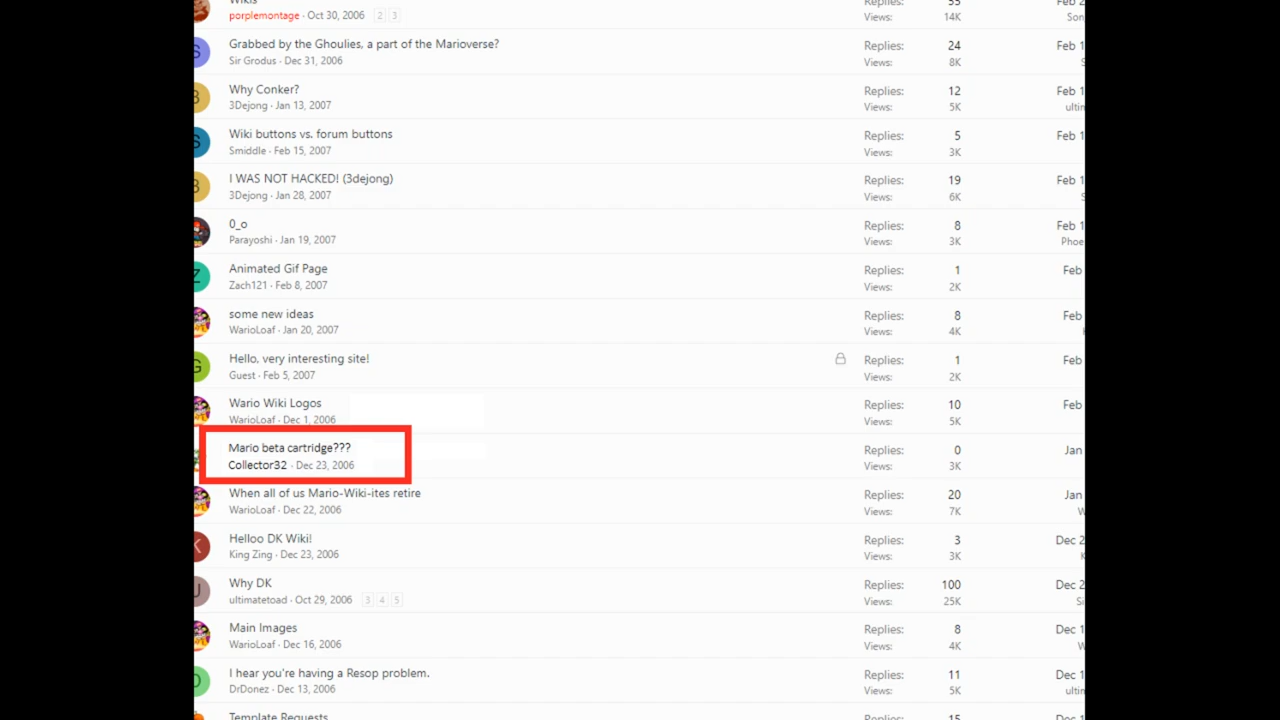 Wikis
55
Feb 2
porplemontage · Oct 30, 2006 2 3
Views: 14K
Grabbed by the Ghoulies, a part of the Marioverse?
Replies: 24
Feb 1
Sir Grodus · Dec 31, 2006
Views: 8K
Why Conker?
Replies: 12
Feb 1
3Dejong · Jan 13, 2007
Views: 5K
Wiki buttons vs. forum buttons
Replies: 5
Feb 1
Smiddle · Feb 15, 2007
Views: 3K
I WAS NOT HACKED! (3dejong)
Replies: 19
Feb 1
3Dejong · Jan 28, 2007
Views: 6K
0_o
Replies: 8
Feb 1
Parayoshi · Jan 19, 2007
Views: 3K
Phoe
Animated Gif Page
Replies: 1
Feb
Zach121 · Feb 8, 2007
Views: 2K
some new ideas
Replies: 8
Feb
WarioLoaf · Jan 20, 2007
Views: 4K
Hello, very interesting site!
Replies: 1
Feb
Guest · Feb 5, 2007
Views: 2K
Wario Wiki Logos
Replies: 10
Feb
WarioLoaf · Dec 1, 2006
Views: 5K
Mario beta cartridge???
Replies: 0
Jan
Collector32 · Dec 23, 2006
Views: 3K
When all of us Mario-Wiki-ites retire
Replies: 20
Jan
WarioLoaf · Dec 22, 2006
Views: 7K
Helloo DK Wiki!
Replies: 3
Dec 2
King Zing · Dec 23, 2006
Views: 3K
Why DK
Replies: 100
Dec 2
ultimatetoad · Oct 29, 2006 3 4 5
Views: 25K
Main Images
Replies: 8
Dec 1
WarioLoaf · Dec 16, 2006
Views: 4K
I hear you're having a Resop problem.
Replies: 11
Dec 1
DrDonez · Dec 13, 2006
Views: 5K
Template Requests
Replies: 15